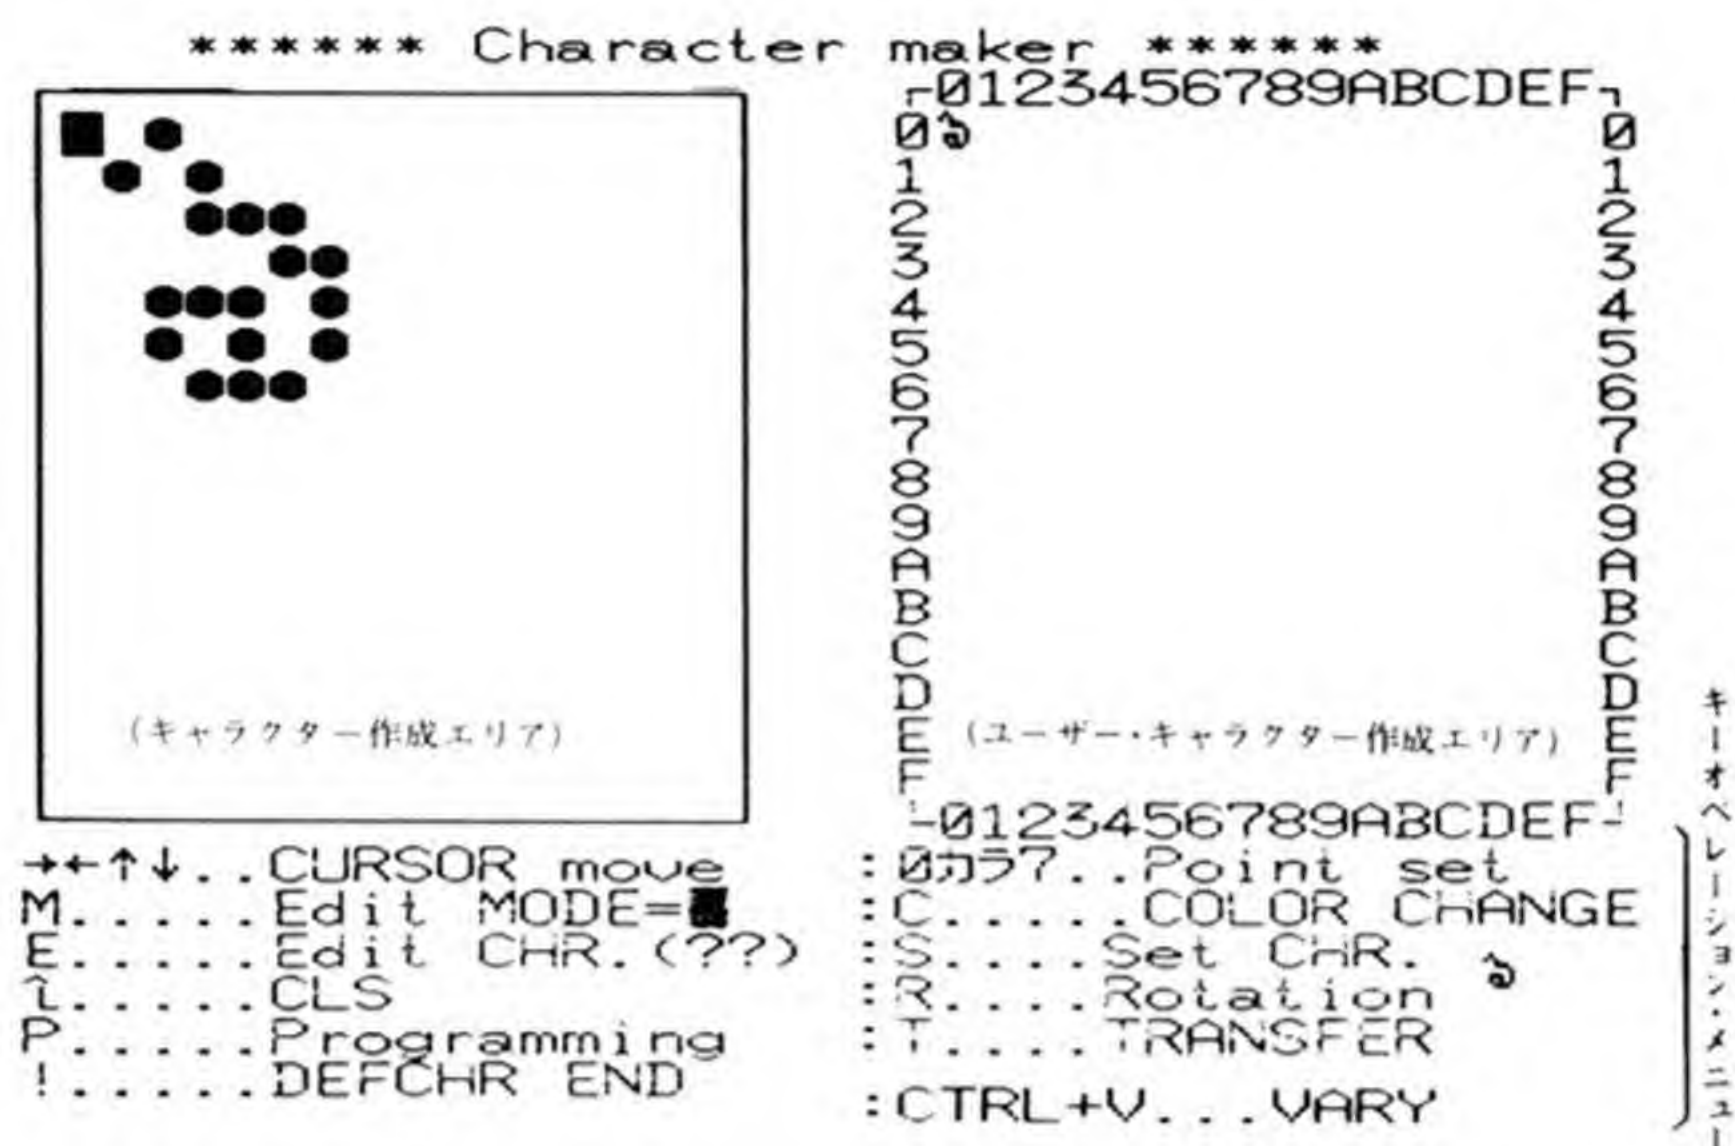 ****** Character maker ******
0123456789ABCDEF
0 0
1 1
2 2
3 3
4 4
5 5
6 6
7 7
8 8
9 9
A A
B B
C C
D D
E E
F F
(キャラクター作成エリア)
(ユーザー・キャラクター作成エリア)
0123456789ABCDEF
→←↑↓..CURSOR move :0カラ7..Point set
M.....Edit MODE= :C.....COLOR CHANGE
E.....Edit CHR.(??) :S....Set CHR.
.....CLS :R....Rotation
P.....Programming :T....TRANSFER
!.....DEFCHR END
:CTRL+V...VARY
キーオペレーション・メニュー